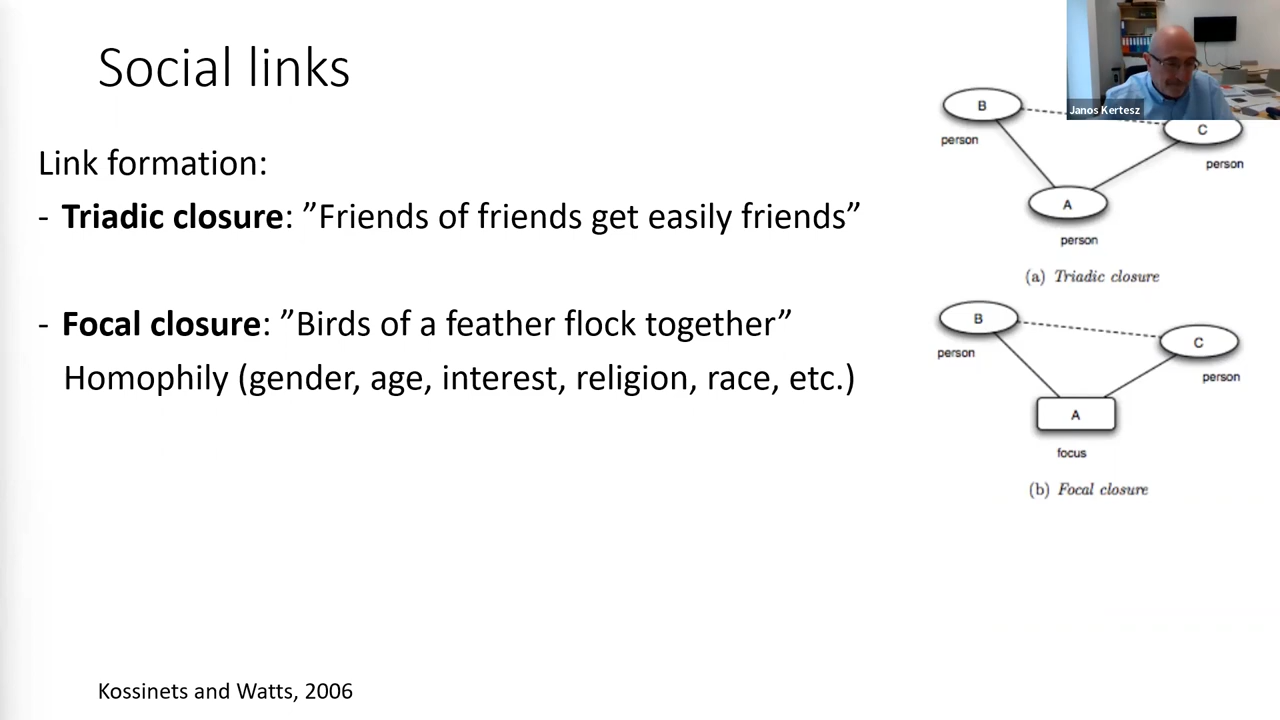 Social links
Janos Kertesz
Link formation:
- Triadic closure: ”Friends of friends get easily friends”
- Focal closure: ”Birds of a feather flock together”
Homophily (gender, age, interest, religion, race, etc.)
B
person
C
person
A
person
(a) Triadic closure
B
person
C
person
A
focus
(b) Focal closure
Kossinets and Watts, 2006